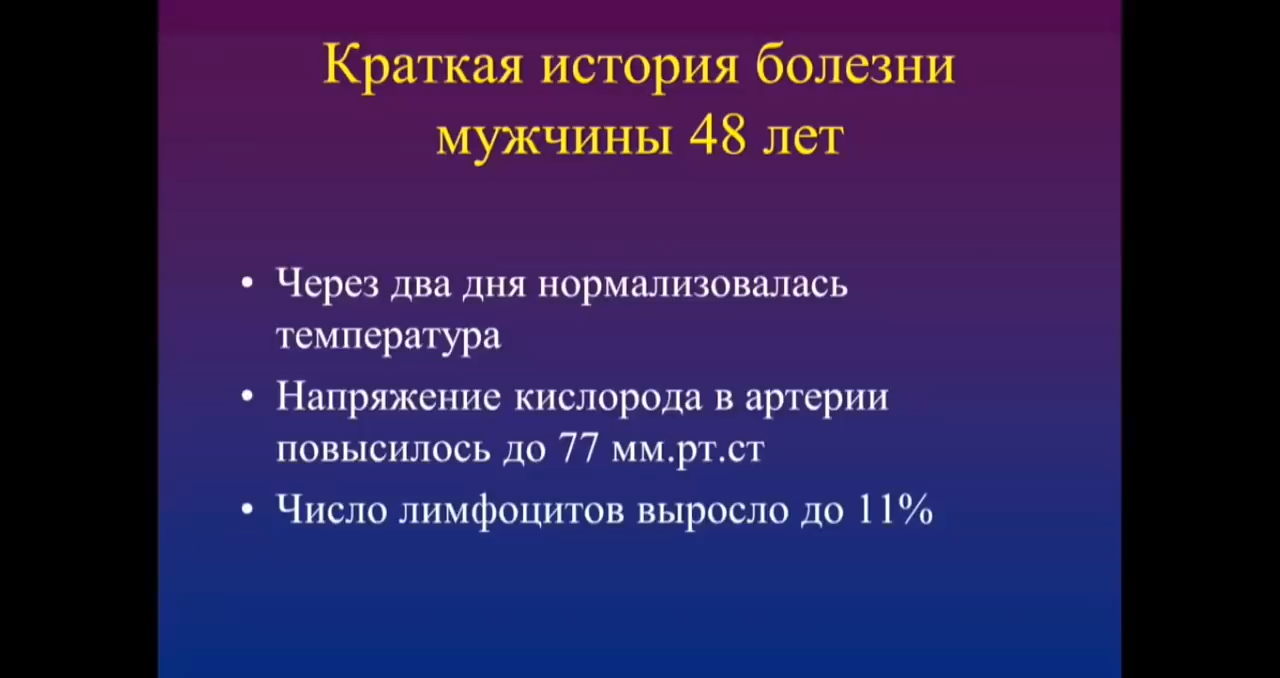 Краткая история болезни
мужчины 48 лет
• Через два дня нормализовалась
температура
• Напряжение кислорода в артерии
повысилось до 77 мм.рт.ст
• Число лимфоцитов выросло до 11%